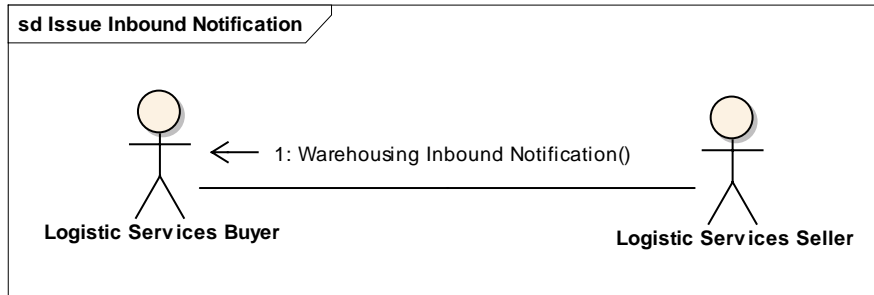 sd Issue Inbound Notification
1: Warehousing Inbound Notification()
Logistic Services Buyer
Logistic Services Seller